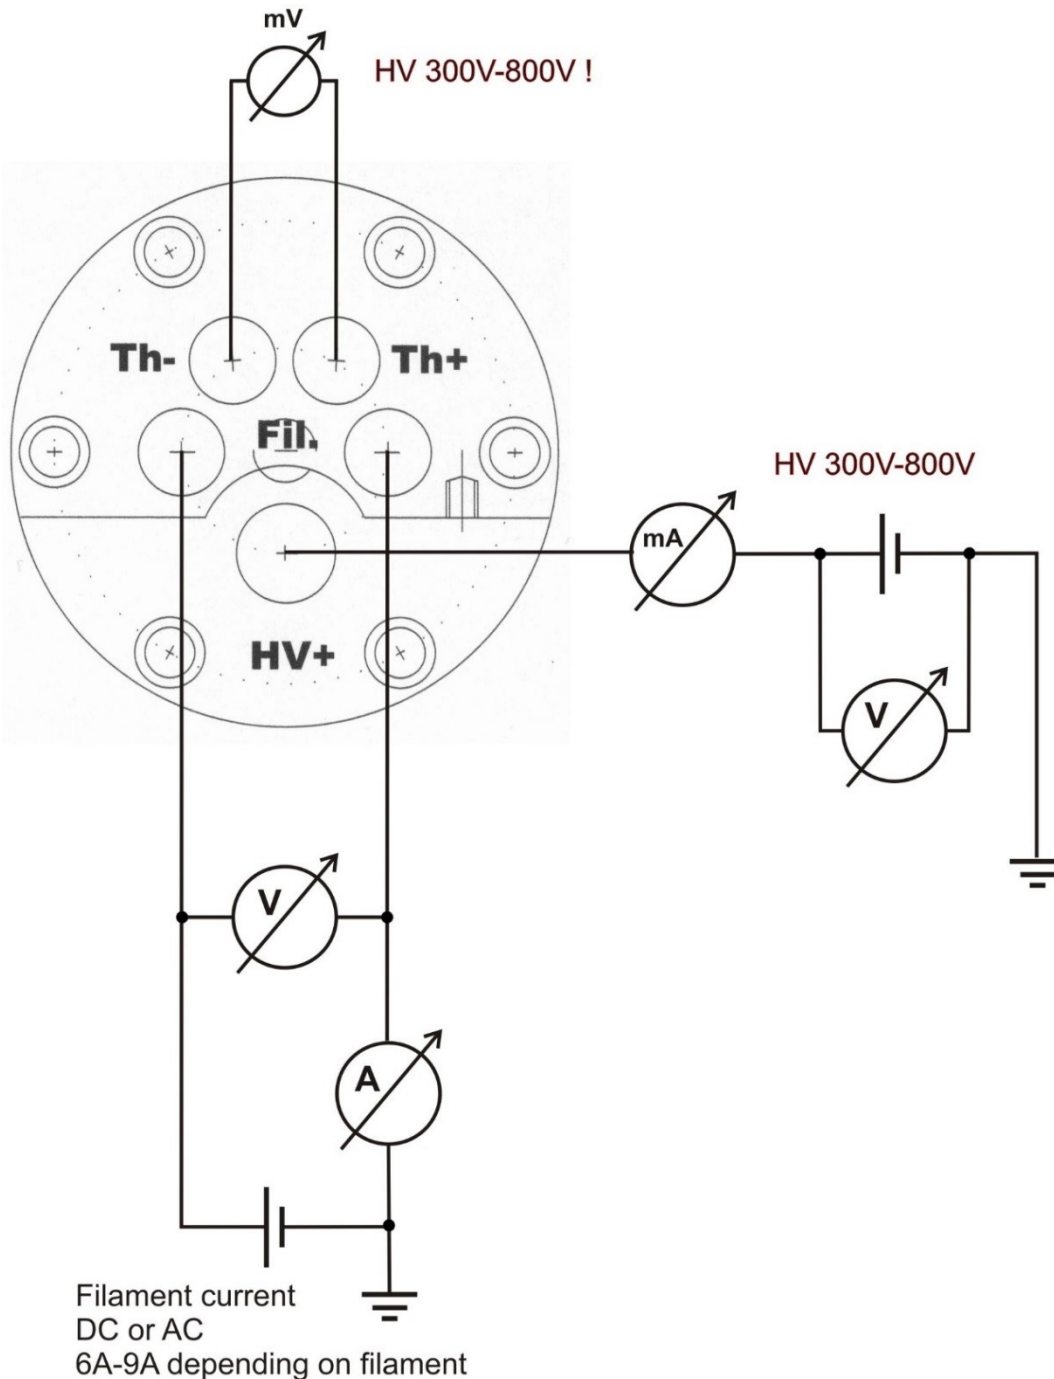 mV
HV 300V-800V !
Th-
Th+
Fil.
HV 300V-800V
mA
HV+
V
V
A
Filament current
DC or AC
6A-9A depending on filament